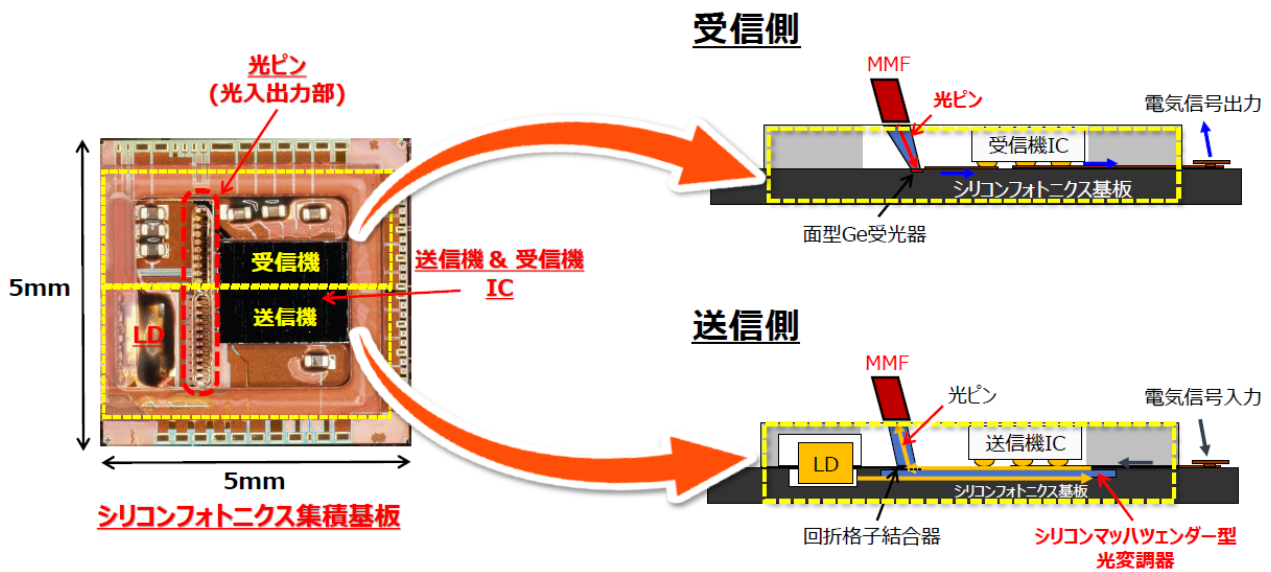 光ピン
(光入出力部)
5mm
受信機
送信機
LD
送信機 & 受信機
IC
5mm
シリコンフォトニクス集積基板
受信側
MMF
光ピン
電気信号出力
受信機IC
シリコンフォトニクス基板
面型Ge受光器
送信側
MMF
光ピン
電気信号入力
送信機IC
LD
シリコンフォトニクス基板
回折格子結合器
シリコンマッハツェンダー型
光変調器